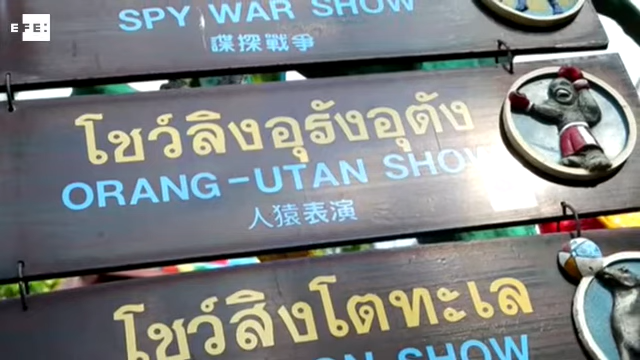 EFE:
SPY WAR SHOW
諜探戰爭
โชว์ลิงอุรังอุตัง
ORANG-UTAN SHOW
人猿表演
โชว์สิงโตทะเล
SHOW